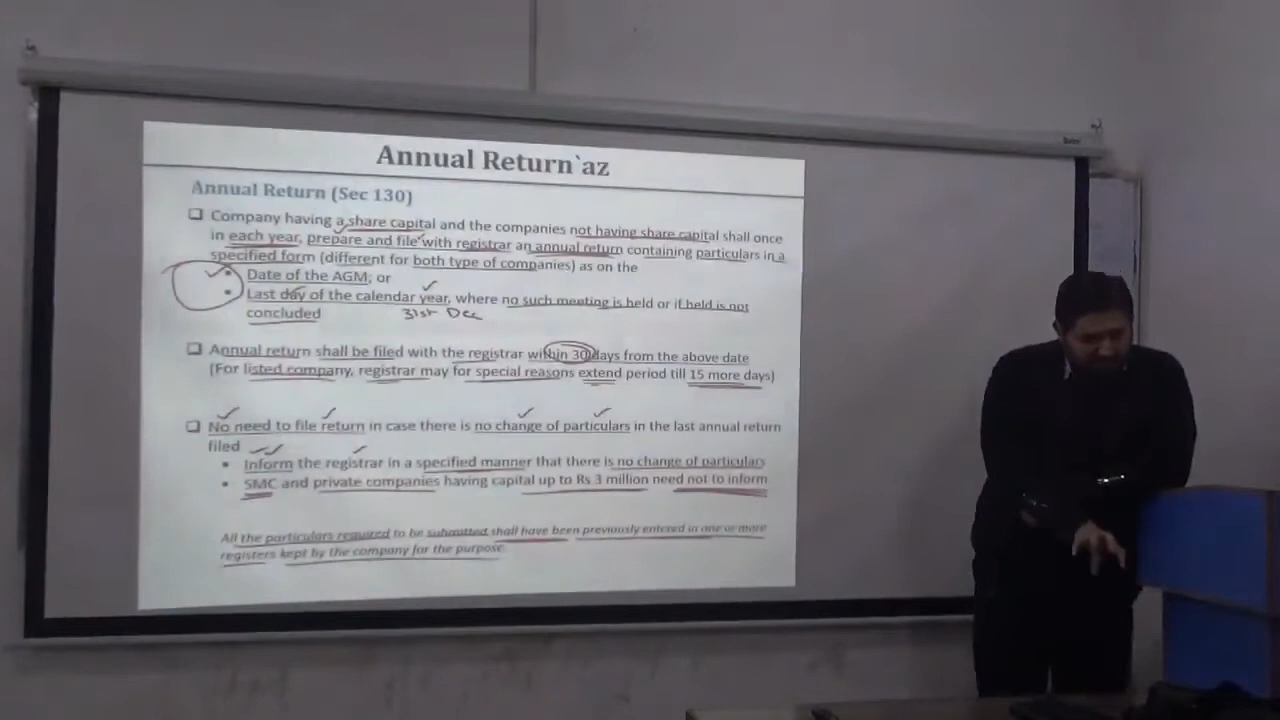 Annual Return`az
Annual Return (Sec 130)
Company having a share capital and the companies not having share capital shall once
in each year, prepare and file with registrar an annual return containing particulars in a
specified form (different for both type of companies) as on the
Date of the AGM; or
Last day of the calendar year, where no such meeting is held or if held is not
concluded
31st Dec
Annual return shall be filed with the registrar within 30 days from the above date
(For listed company, registrar may for special reasons extend period till 15 more days)
No need to file return in case there is no change of particulars in the last annual return
filed
Inform the registrar in a specified manner that there is no change of particulars
SMC and private companies having capital up to Rs 3 million need not to inform
All the particulars required to be submitted shall have been previously entered in one or more
registers kept by the company for the purpose